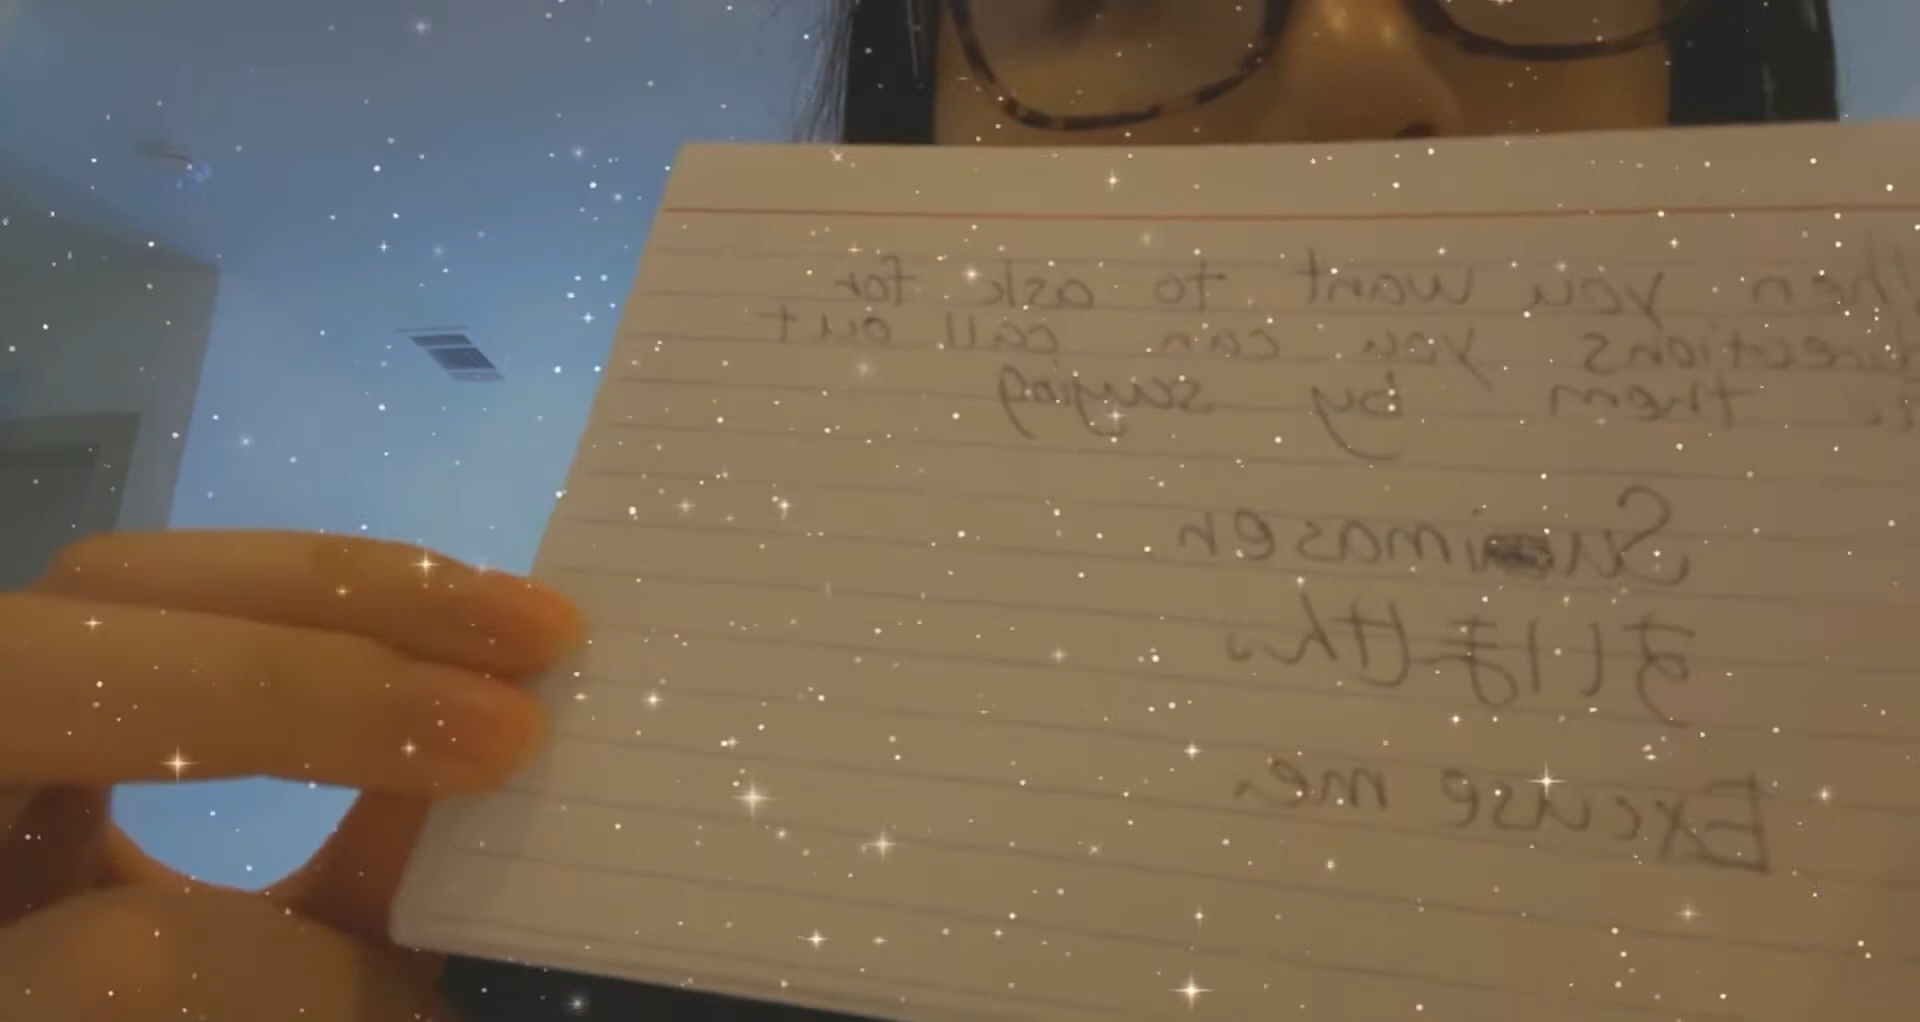 When you want to ask for
directions you can call out
them by saying
Suimasen
すいません
Excuse me